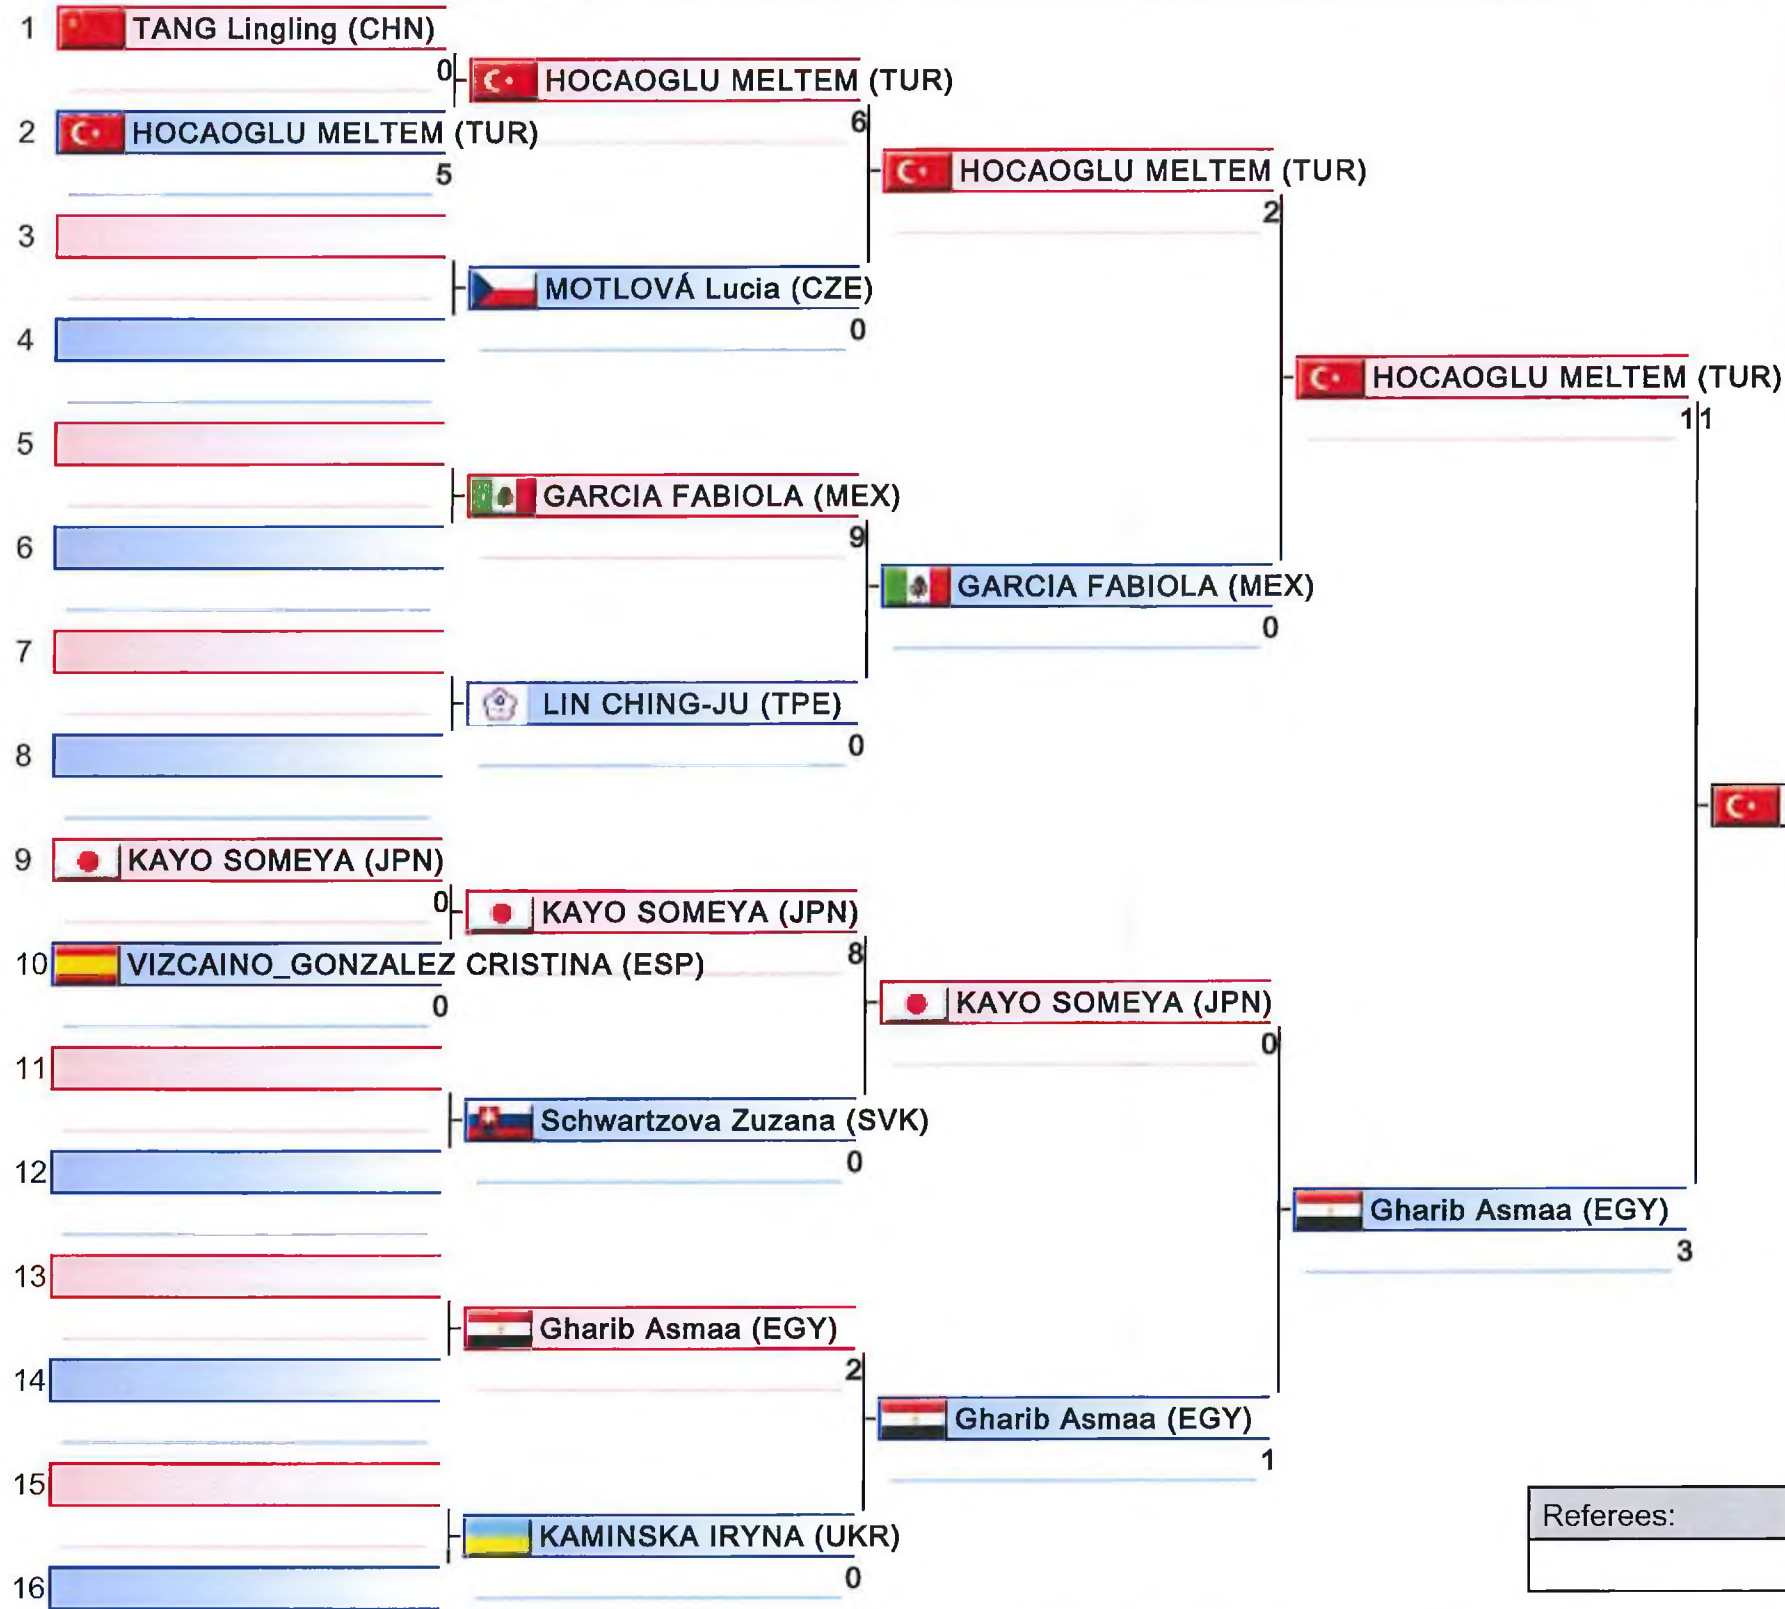 1 TANG Lingling (CHN)
0
HOCAOGLU MELTEM (TUR)
6
2 HOCAOGLU MELTEM (TUR)
5
HOCAOGLU MELTEM (TUR)
2
3
MOTLOVÁ Lucia (CZE)
0
4
HOCAOGLU MELTEM (TUR)
11
5
GARCIA FABIOLA (MEX)
9
6
GARCIA FABIOLA (MEX)
0
7
LIN CHING-JU (TPE)
0
8
9 KAYO SOMEYA (JPN)
0
KAYO SOMEYA (JPN)
8
10 VIZCAINO_GONZALEZ CRISTINA (ESP)
0
KAYO SOMEYA (JPN)
0
11
Schwartzova Zuzana (SVK)
0
12
Gharib Asmaa (EGY)
3
13
Gharib Asmaa (EGY)
2
14
Gharib Asmaa (EGY)
1
15
KAMINSKA IRYNA (UKR)
0
16
Referees: